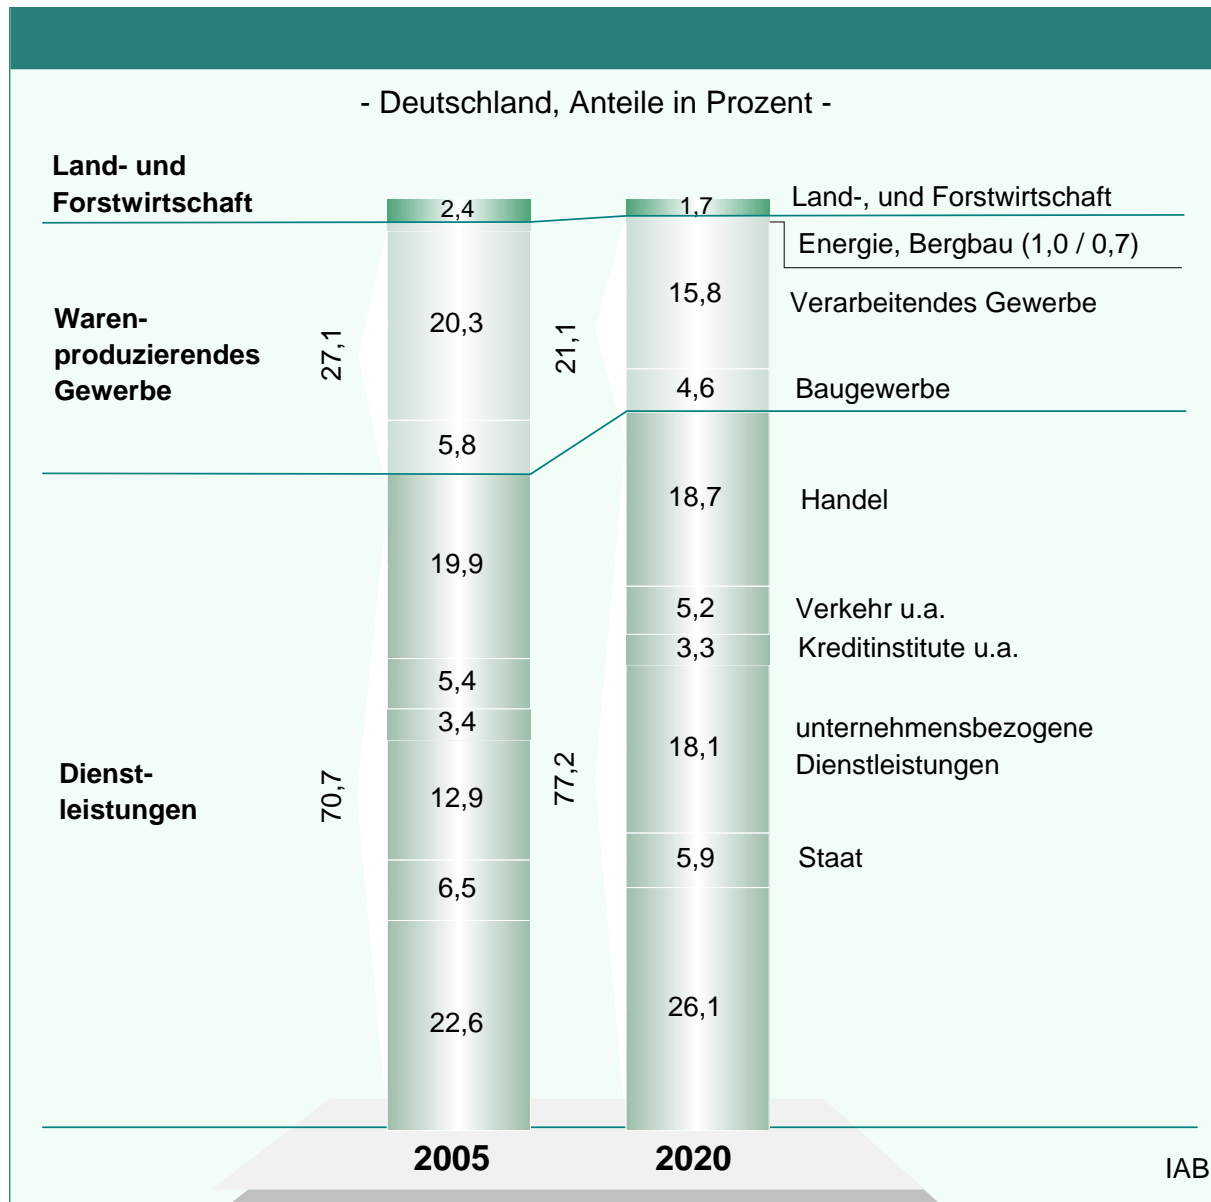 - Deutschland, Anteile in Prozent -
Land- und
Forstwirtschaft
2,4
1,7
Land-, und Forstwirtschaft
Energie, Bergbau (1,0 / 0,7)
Waren-
produzierendes
Gewerbe
27,1
20,3
21,1
15,8
Verarbeitendes Gewerbe
5,8
4,6
Baugewerbe
Dienst-
leistungen
70,7
19,9
77,2
18,7
Handel
5,4
5,2
Verkehr u.a.
3,4
3,3
Kreditinstitute u.a.
12,9
18,1
unternehmensbezogene
Dienstleistungen
6,5
5,9
Staat
22,6
26,1
2005
2020
IAB